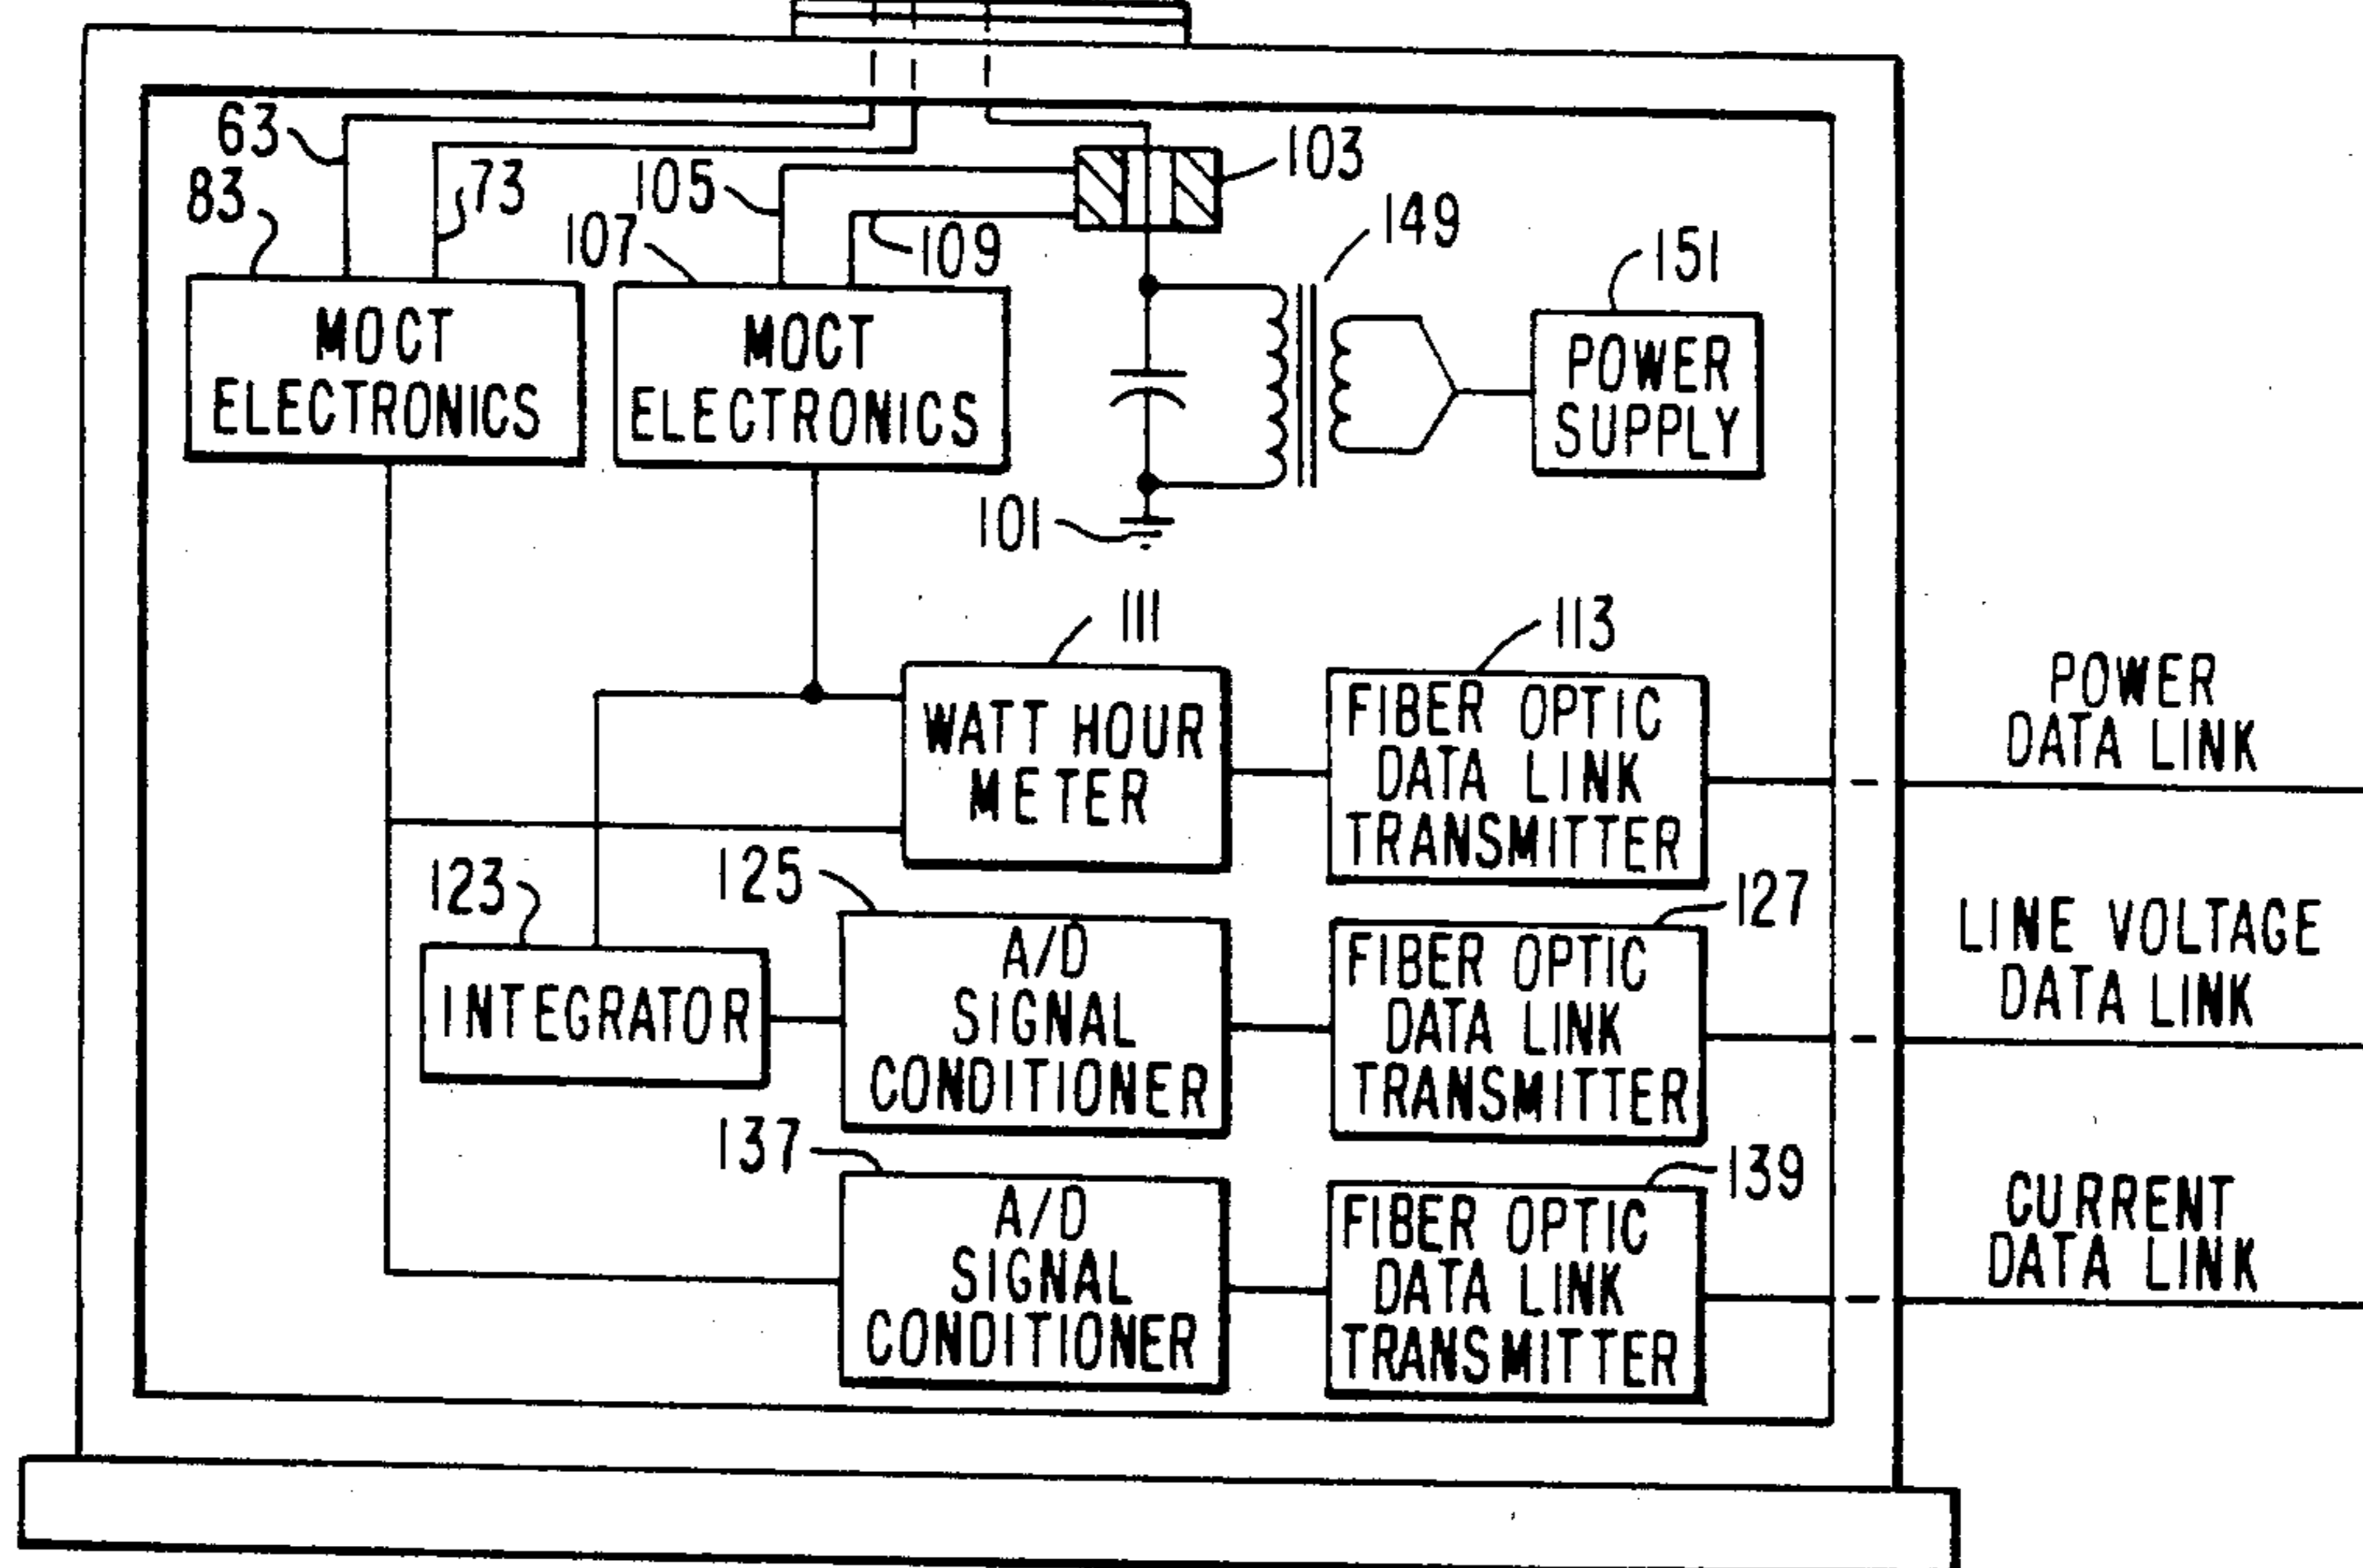 63
83
73
105
107
109
103
149
151
MOCT
ELECTRONICS
MOCT
ELECTRONICS
POWER
SUPPLY
101
111
113
WATT HOUR
METER
FIBER OPTIC
DATA LINK
TRANSMITTER
POWER
DATA LINK
123
125
127
INTEGRATOR
A/D
SIGNAL
CONDITIONER
FIBER OPTIC
DATA LINK
TRANSMITTER
LINE VOLTAGE
DATA LINK
137
139
A/D
SIGNAL
CONDITIONER
FIBER OPTIC
DATA LINK
TRANSMITTER
CURRENT
DATA LINK